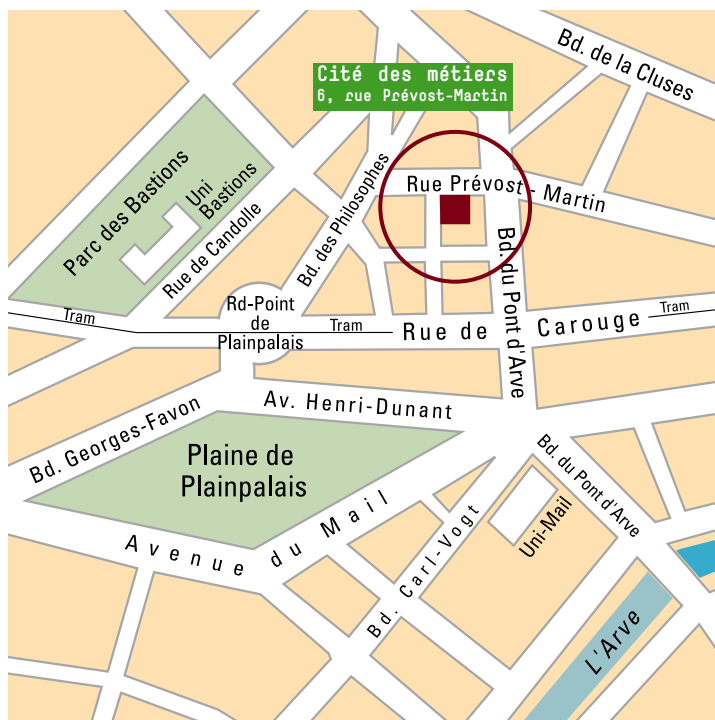 Bd. de la Cluses
Cité des métiers
6, rue Prévost-Martin
Rue Prévost - Martin
Parc des Bastions
Uni
Bastions
Rue de Candolle
Bd. des Philosophes
Bd. du Pont d'Arve
Rd-Point
de
Plainpalais
Tram
Tram
Tram
Rue de Carouge
Av. Henri-Dunant
Bd. Georges-Favon
Plaine de
Plainpalais
Bd. du Pont d'Arve
Uni-Mail
Avenue du Mail
Bd. Carl-Vogt
L'Arve